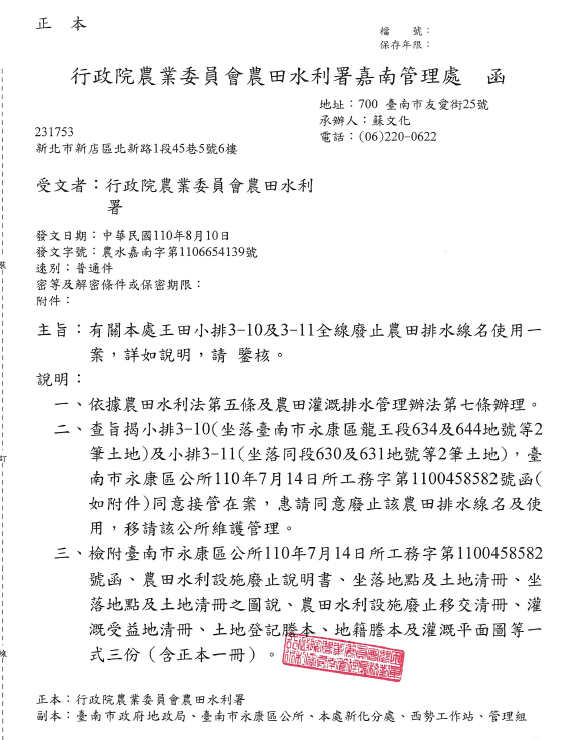 正　本
檔　　號：
保存年限：
行政院農業委員會農田水利署嘉南管理處　函
地址：700 臺南市友愛街25號
承辦人：蘇文化
電話：(06)220-0622
231753
新北市新店區北新路1段45巷5號6樓
受文者：行政院農業委員會農田水利
署
發文日期：中華民國110年8月10日
發文字號：農水嘉南字第1106654139號
速別：普通件
密等及解密條件或保密期限：
附件：
主旨：有關本處王田小排3-10及3-11全線廢止農田排水線名使用一
案，詳如說明，請 鑒核。
說明：
一、依據農田水利法第五條及農田灌溉排水管理辦法第七條辦理。
二、查旨揭小排3-10(坐落臺南市永康區龍王段634及644地號等2
筆土地)及小排3-11(坐落同段630及631地號等2筆土地)，臺
南市永康區公所110年7月14日所工務字第1100458582號函(
如附件)同意接管在案，惠請同意廢止該農田排水線名及使
用，移請該公所維護管理。
三、檢附臺南市永康區公所110年7月14日所工務字第1100458582
號函、農田水利設施廢止說明書、坐落地點及土地清冊、坐
落地點及土地清冊之圖說、農田水利設施廢止移交清冊、灌
溉受益地清冊、土地登記謄本、地籍謄本及灌溉平面圖等一
式三份（含正本一冊）。
正本：行政院農業委員會農田水利署
副本：臺南市政府地政局、臺南市永康區公所、本處新化分處、西勢工作站、管理組
訂
線